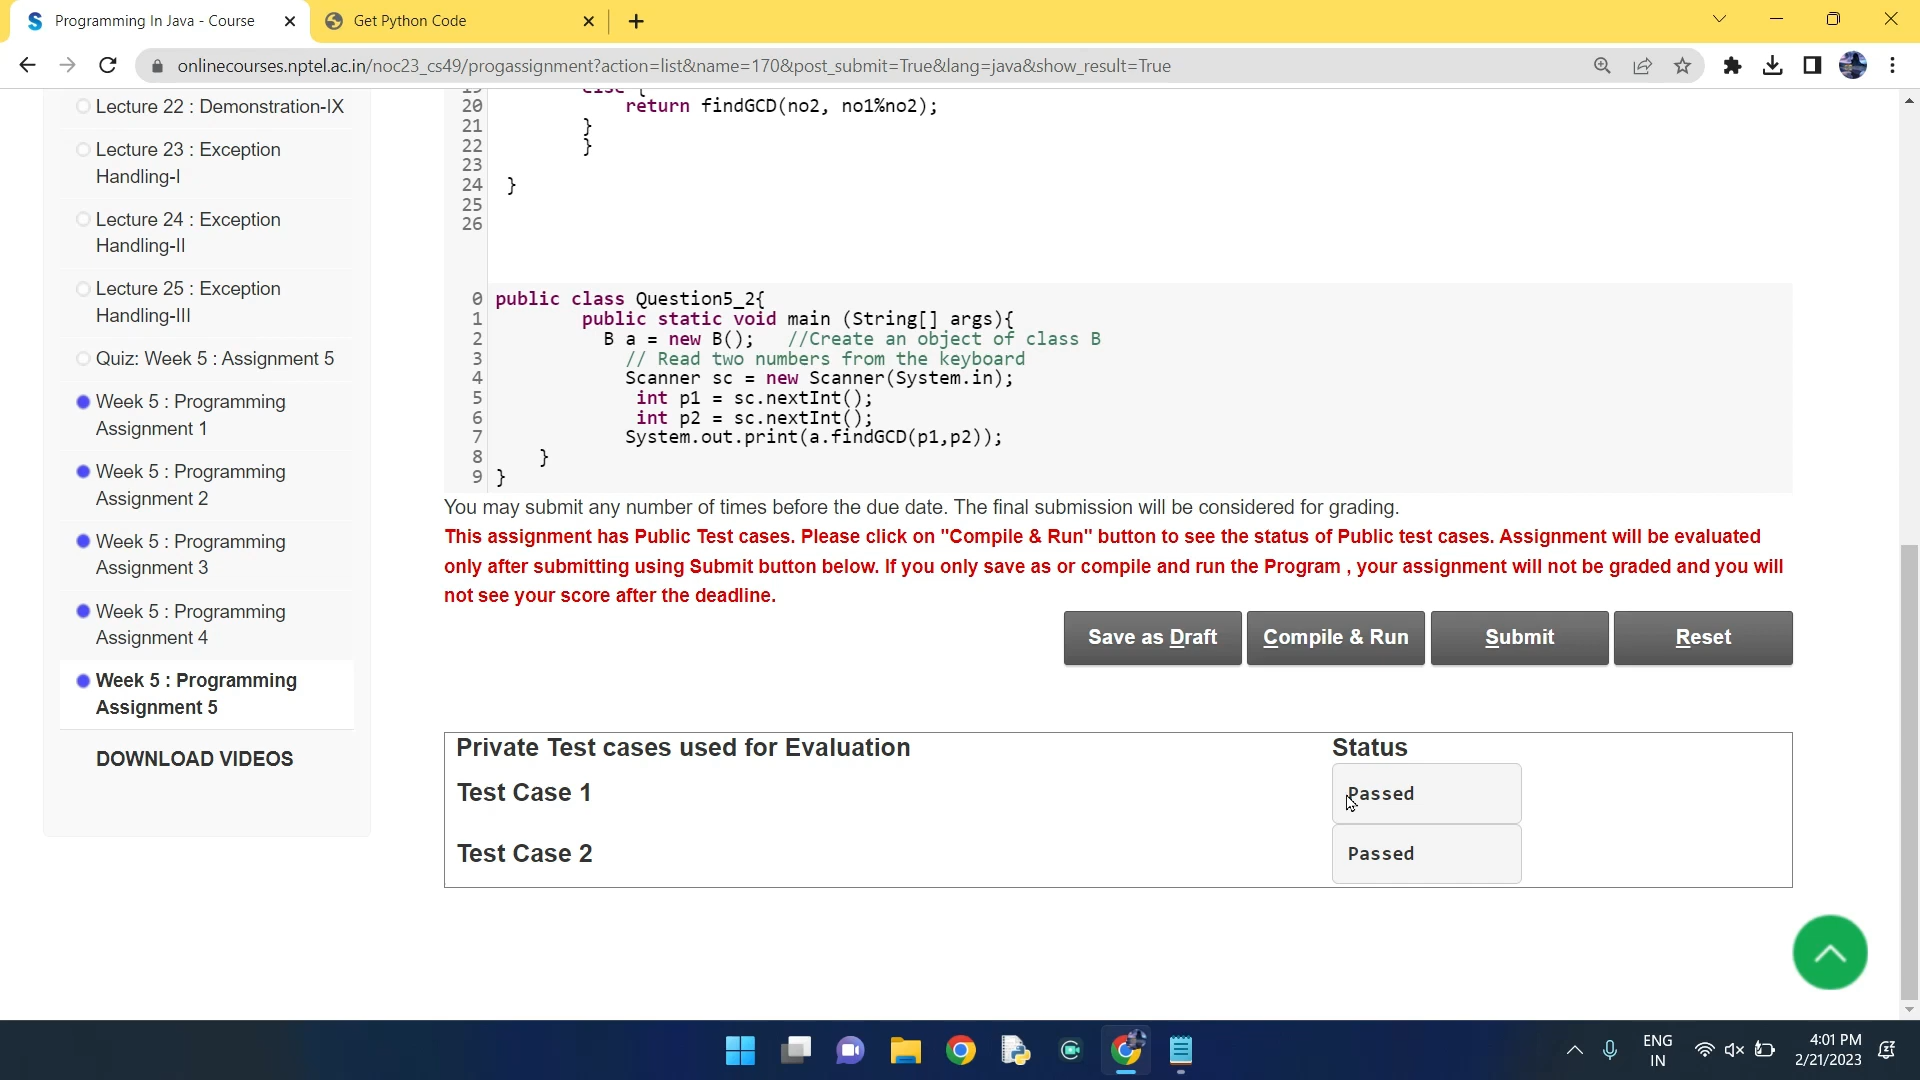 Programming In Java - Course
Get Python Code
onlinecourses.nptel.ac.in/noc23_cs49/progassignment?action=list&name=170&post_submit=True&lang=java&show_result=True
Lecture 22 : Demonstration-IX
Lecture 23 : Exception
Handling-I
Lecture 24 : Exception
Handling-II
Lecture 25 : Exception
Handling-III
Quiz: Week 5 : Assignment 5
Week 5 : Programming
Assignment 1
Week 5 : Programming
Assignment 2
Week 5 : Programming
Assignment 3
Week 5 : Programming
Assignment 4
Week 5 : Programming
Assignment 5
DOWNLOAD VIDEOS
19 else {
20 return findGCD(no2, no1%no2);
21 }
22 }
23
24 }
25
26
0 public class Question5_2{
1 public static void main (String[] args){
2 B a = new B(); //Create an object of class B
3 // Read two numbers from the keyboard
4 Scanner sc = new Scanner(System.in);
5 int p1 = sc.nextInt();
6 int p2 = sc.nextInt();
7 System.out.print(a.findGCD(p1,p2));
8 }
9 }
You may submit any number of times before the due date. The final submission will be considered for grading.
This assignment has Public Test cases. Please click on "Compile & Run" button to see the status of Public test cases. Assignment will be evaluated
only after submitting using Submit button below. If you only save as or compile and run the Program , your assignment will not be graded and you will
not see your score after the deadline.
Save as Draft Compile & Run Submit Reset
Private Test cases used for Evaluation Status
Test Case 1 Passed
Test Case 2 Passed
ENG
IN
4:01 PM
2/21/2023